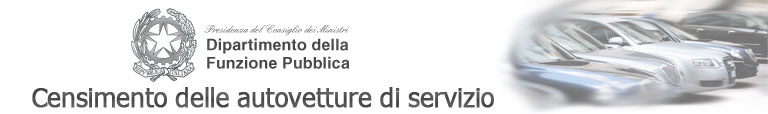 Presidenza del Consiglio dei Ministri
Dipartimento della
Funzione Pubblica
Censimento delle autovetture di servizio